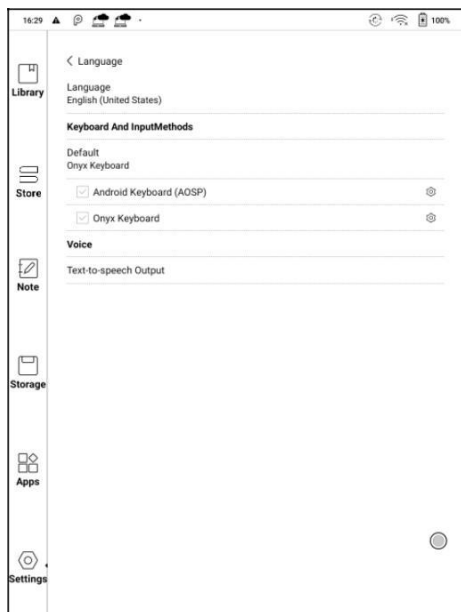 16:29
100%
Library
Store
Note
Storage
Apps
Settings
Language
Language
English (United States)
Keyboard And InputMethods
Default
Onyx Keyboard
Android Keyboard (AOSP)
Onyx Keyboard
Voice
Text-to-speech Output